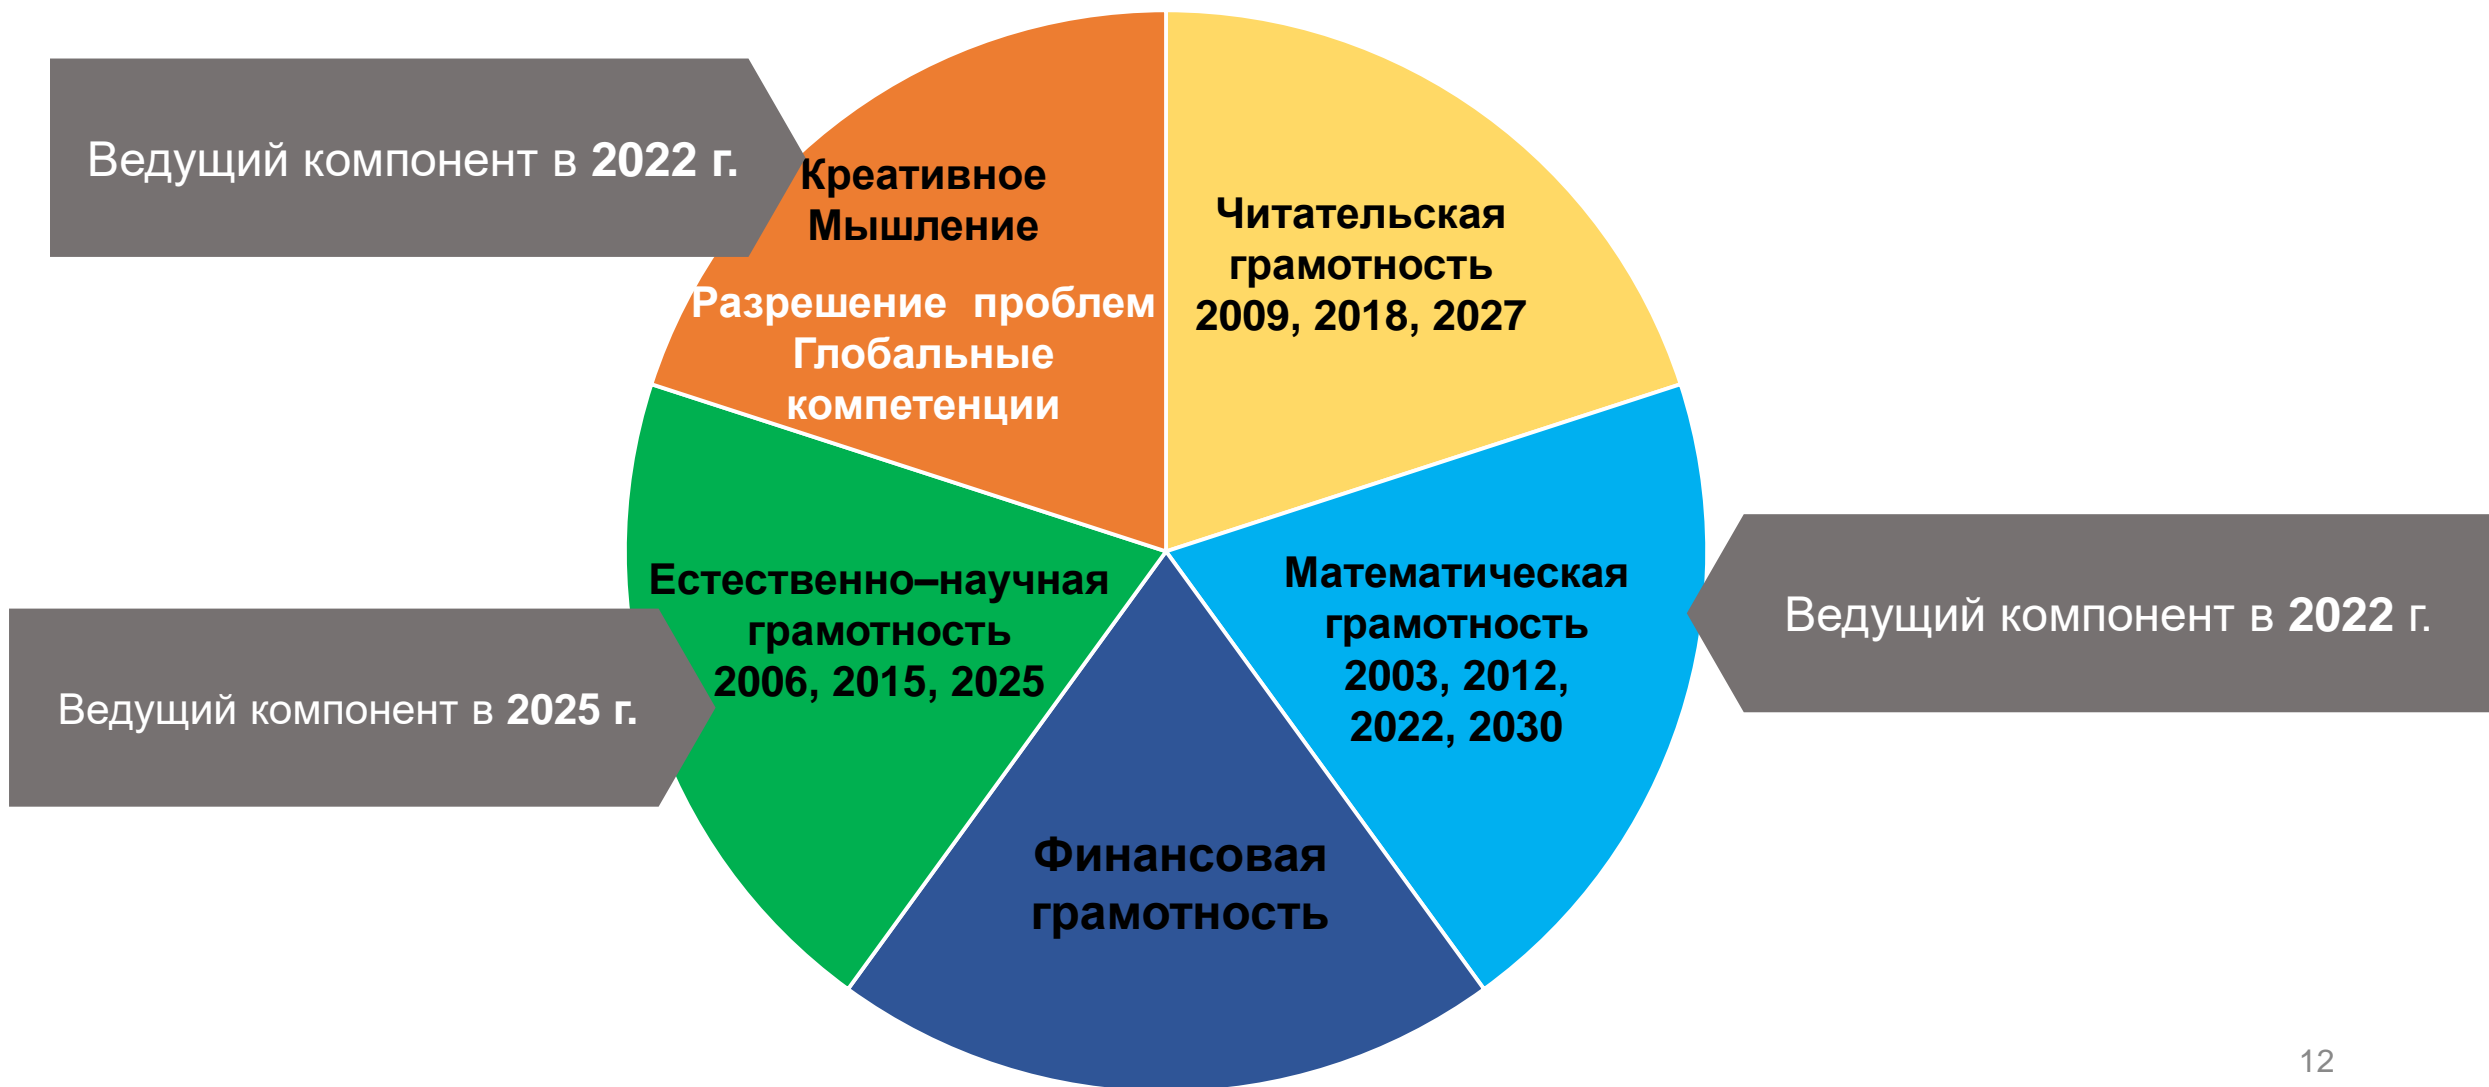 Ведущий компонент в 2022 г.
Креативное
Мышление
Разрешение проблем
Глобальные
компетенции
Читательская
грамотность
2009, 2018, 2027
Естественно–научная
грамотность
2006, 2015, 2025
Ведущий компонент в 2025 г.
Математическая
грамотность
2003, 2012,
2022, 2030
Ведущий компонент в 2022 г.
Финансовая
грамотность
12